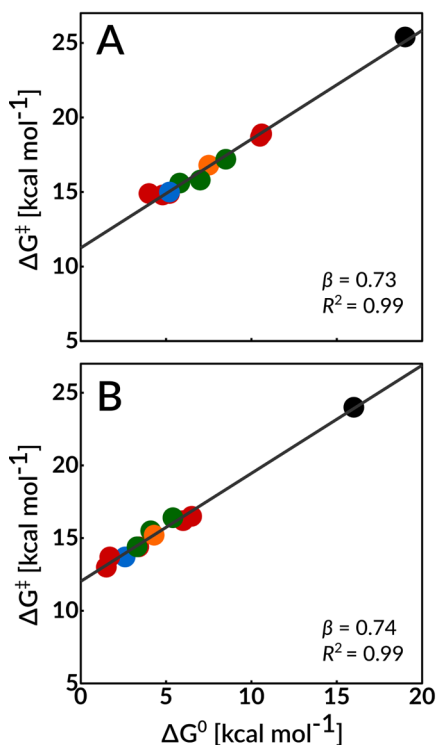 A
25
20
15
10
5
ΔG‡ [kcal mol⁻¹]
β = 0.73
R² = 0.99
B
25
20
15
10
5
ΔG‡ [kcal mol⁻¹]
β = 0.74
R² = 0.99
0 5 10 15 20
ΔG⁰ [kcal mol⁻¹]